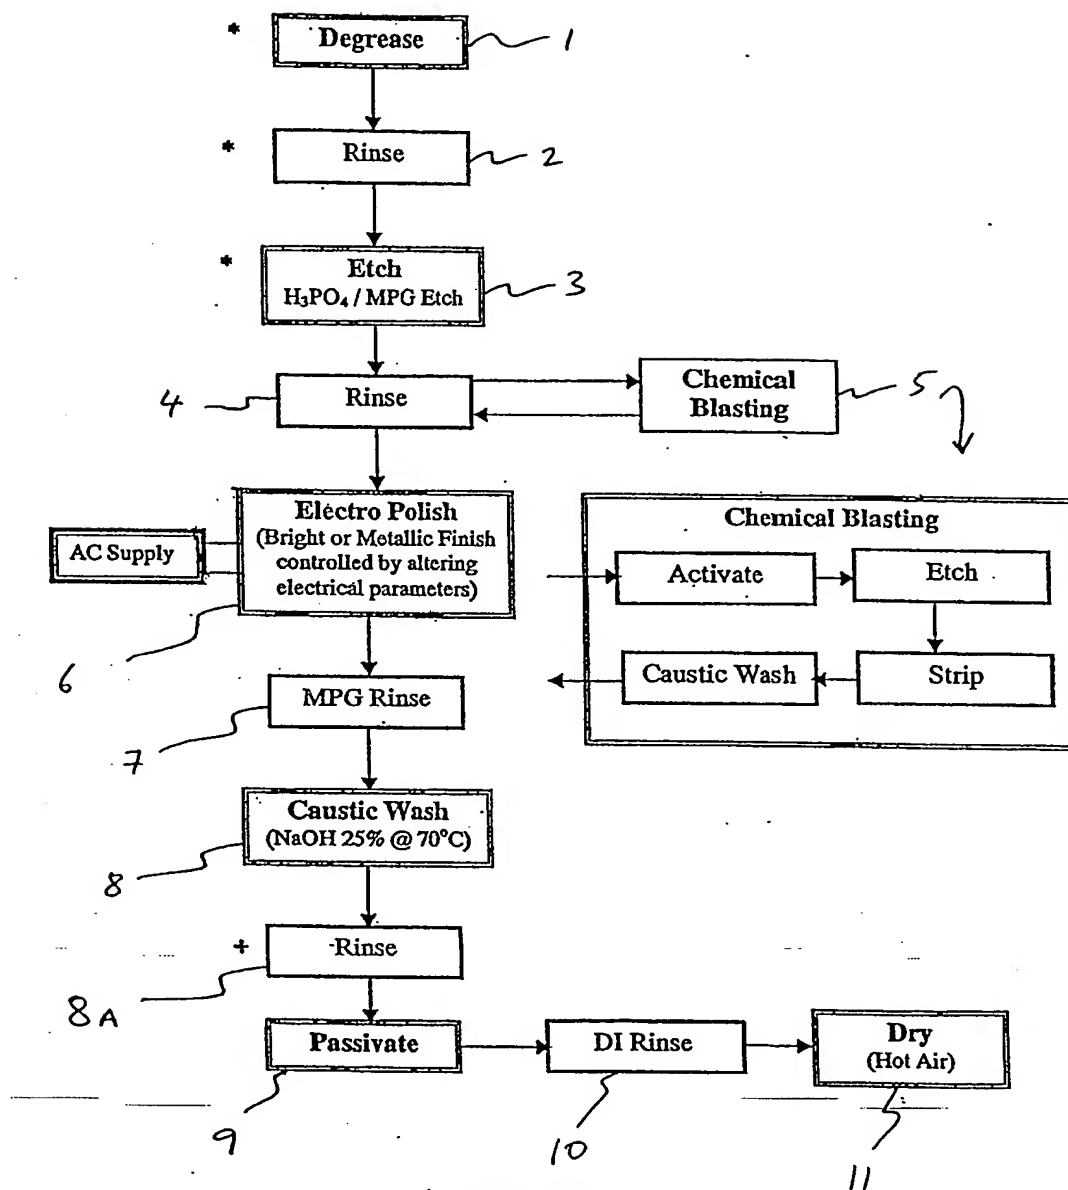 * Degrease 1
* Rinse 2
* Etch 3
H₃PO₄ / MPG Etch
4 Rinse
Chemical
Blasting
5
Electro Polish
(Bright or Metallic Finish
controlled by altering
electrical parameters)
AC Supply
6
Chemical Blasting
Activate
Etch
Caustic Wash
Strip
MPG Rinse
7
Caustic Wash
(NaOH 25% @ 70°C)
8
+ -Rinse
8A
Passivate
9
DI Rinse
10
Dry
(Hot Air)
11